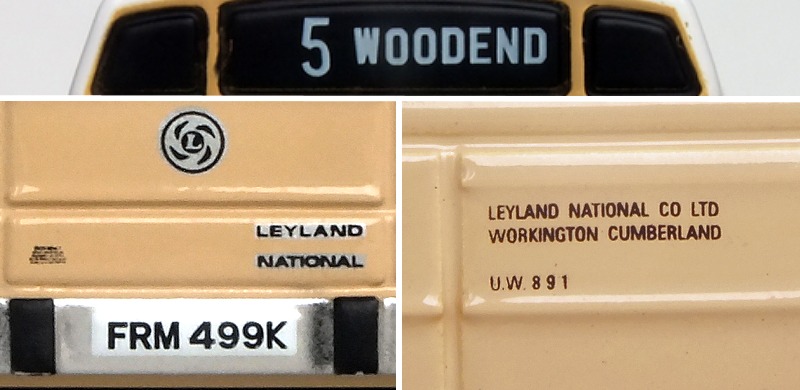 5 WOODEND
L
LEYLAND
NATIONAL
FRM 499K
LEYLAND NATIONAL CO LTD
WORKINGTON CUMBERLAND
U.W. 891